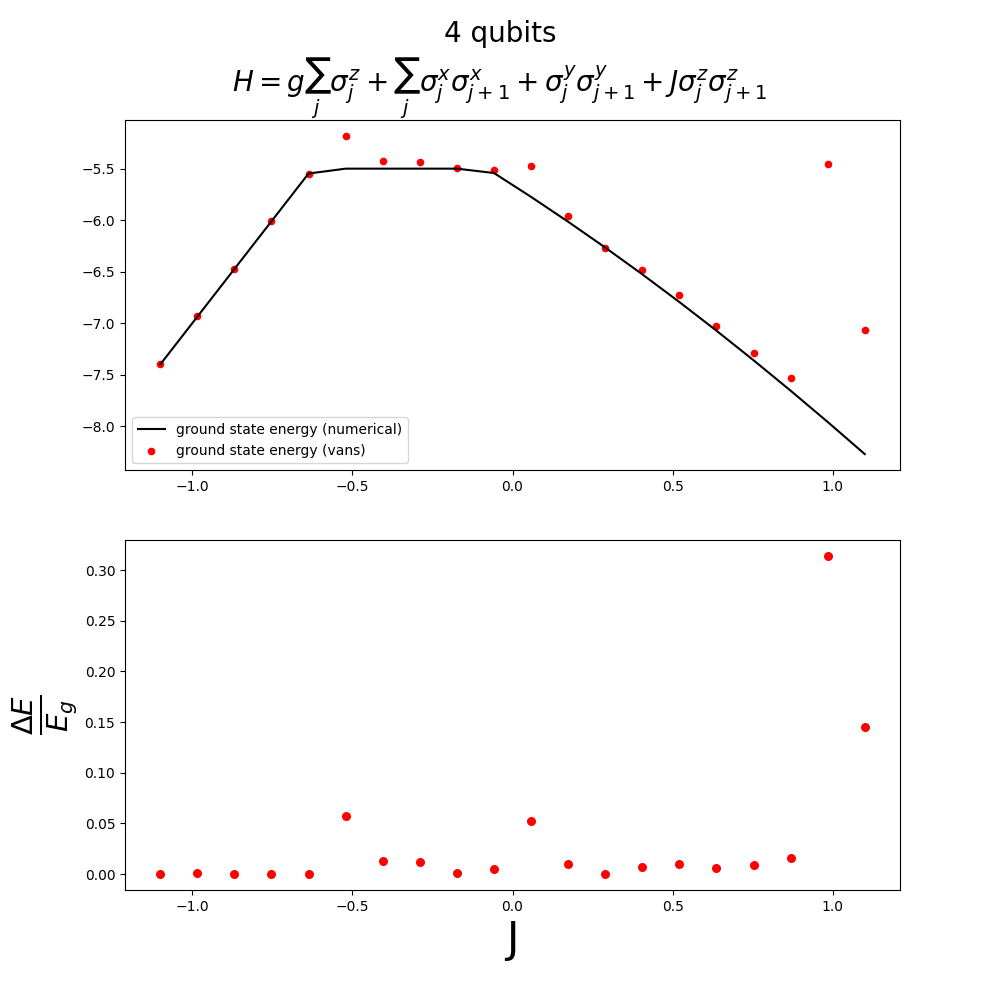 4 qubits
H = g∑_j σ_j^z + ∑_j σ_j^x σ_{j+1}^x + σ_j^y σ_{j+1}^y + Jσ_j^z σ_{j+1}^z
−5.5
−6.0
−6.5
−7.0
−7.5
−8.0
ground state energy (numerical)
ground state energy (vans)
−1.0 −0.5 0.0 0.5 1.0
0.30
0.25
0.20
0.15
0.10
0.05
0.00
ΔE/E_g
−1.0 −0.5 0.0 0.5 1.0
J